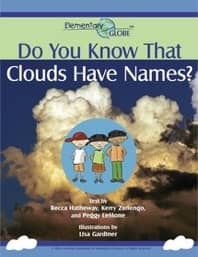 Elementary
GLOBE
Do You Know That
Clouds Have Names?
Text by
Becca Hatheway, Kerry Zarlengo,
and Peggy LeMone
Illustrations by
Lisa Gardiner